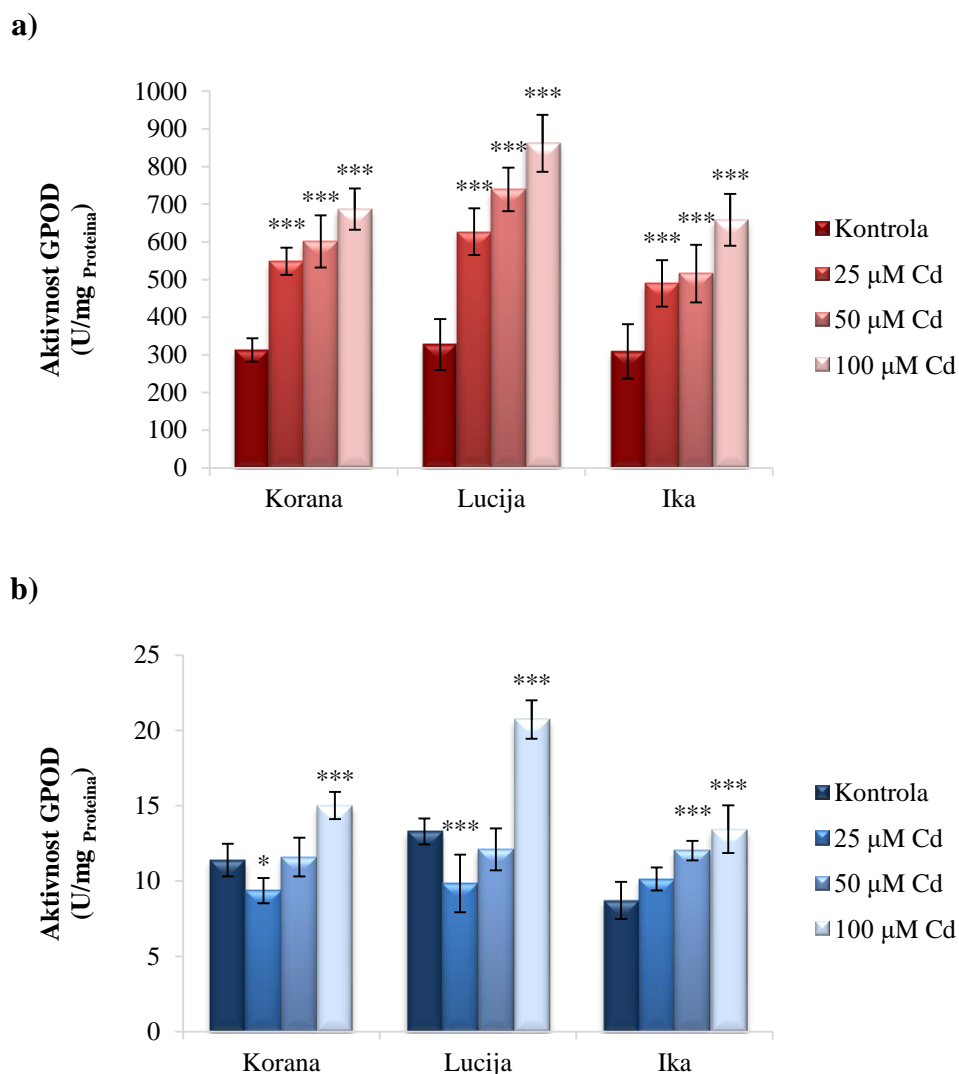 a)
Aktivnost GPOD
(U/mg Proteina)
1000
900
800
700
600
500
400
300
200
100
0
***
***
***
***
***
***
***
***
***
Korana
Lucija
Ika
Kontrola
25 µM Cd
50 µM Cd
100 µM Cd
b)
Aktivnost GPOD
(U/mg Proteina)
25
20
15
10
5
0
*
***
***
***
***
***
Korana
Lucija
Ika
Kontrola
25 µM Cd
50 µM Cd
100 µM Cd